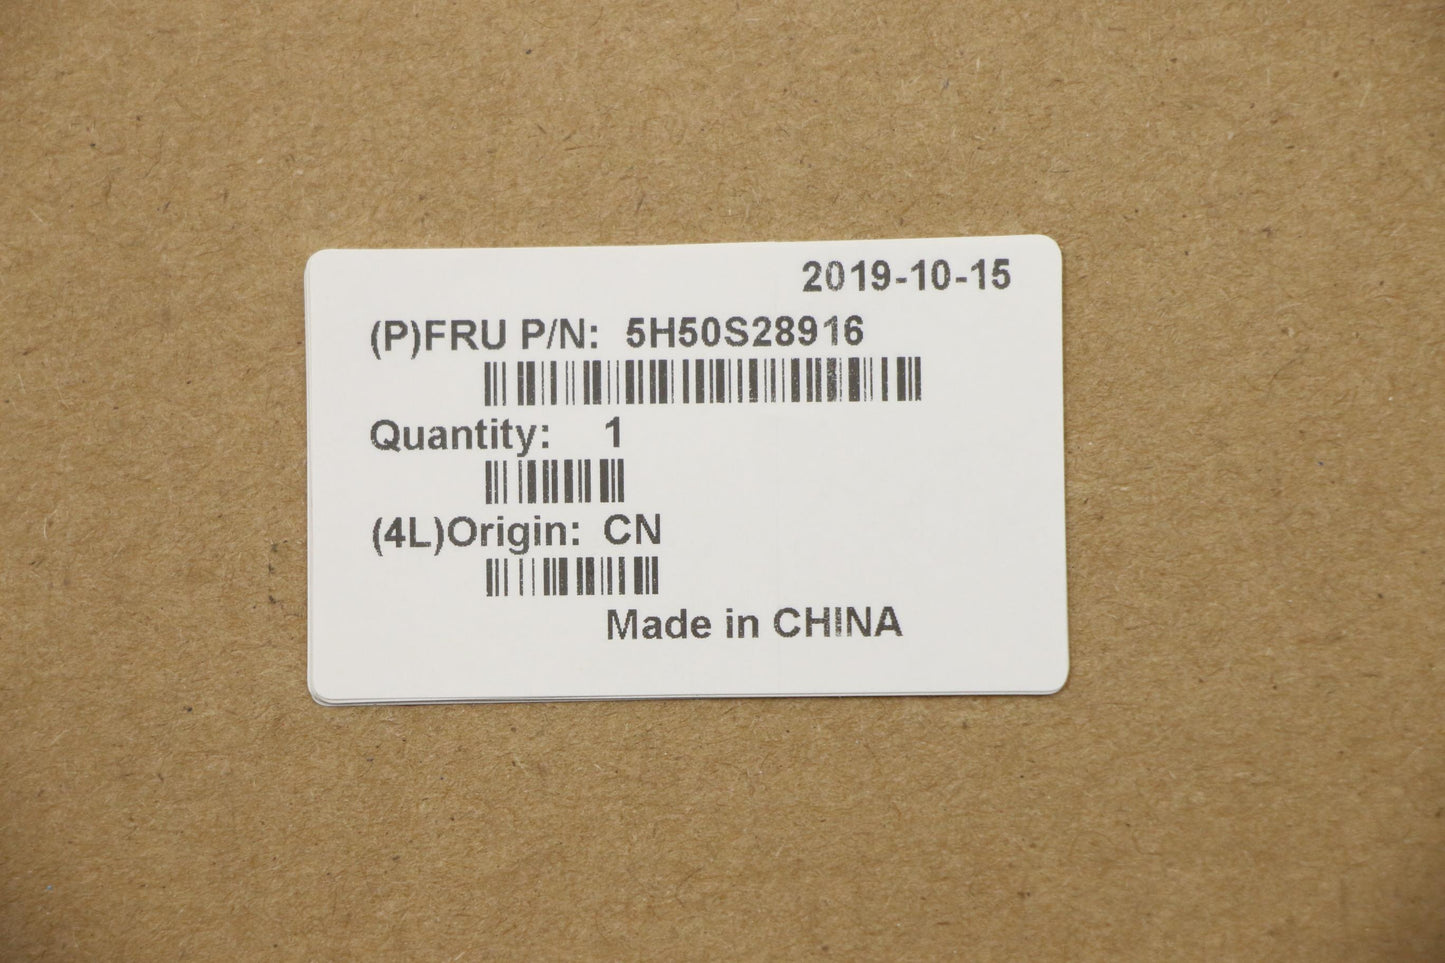 2019-10-15
(P)FRU P/N: 5H50S28916
Quantity: 1
(4L)Origin: CN
Made in CHINA